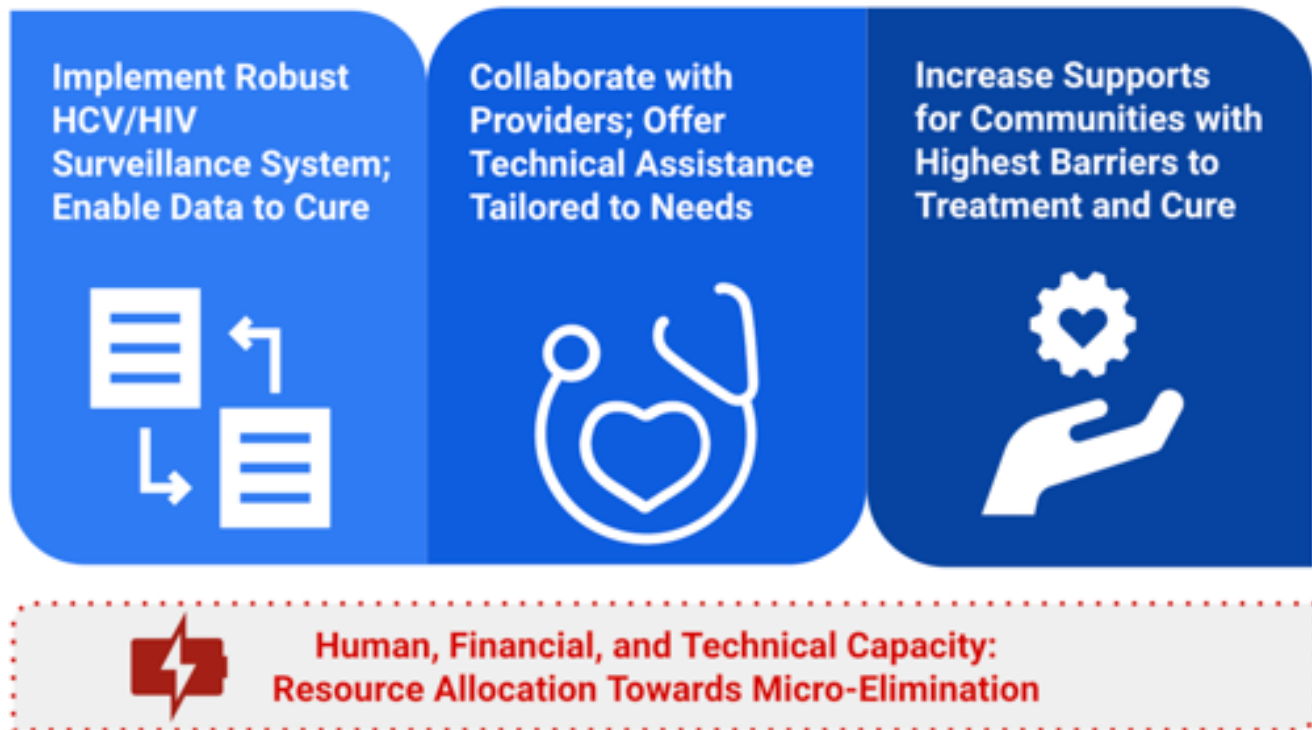 Implement Robust
HCV/HIV
Surveillance System;
Enable Data to Cure
Collaborate with
Providers; Offer
Technical Assistance
Tailored to Needs
Increase Supports
for Communities with
Highest Barriers to
Treatment and Cure
Human, Financial, and Technical Capacity:
Resource Allocation Towards Micro-Elimination